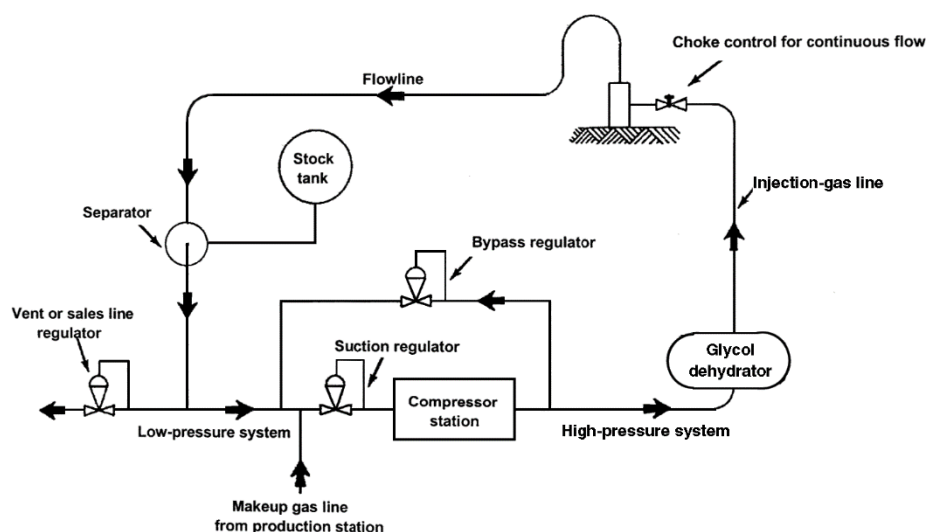 Choke control for continuous flow
Flowline
Stock
tank
Injection-gas line
Separator
Bypass regulator
Vent or sales line
regulator
Suction regulator
Glycol
dehydrator
Compressor
station
Low-pressure system
High-pressure system
Makeup gas line
from production station